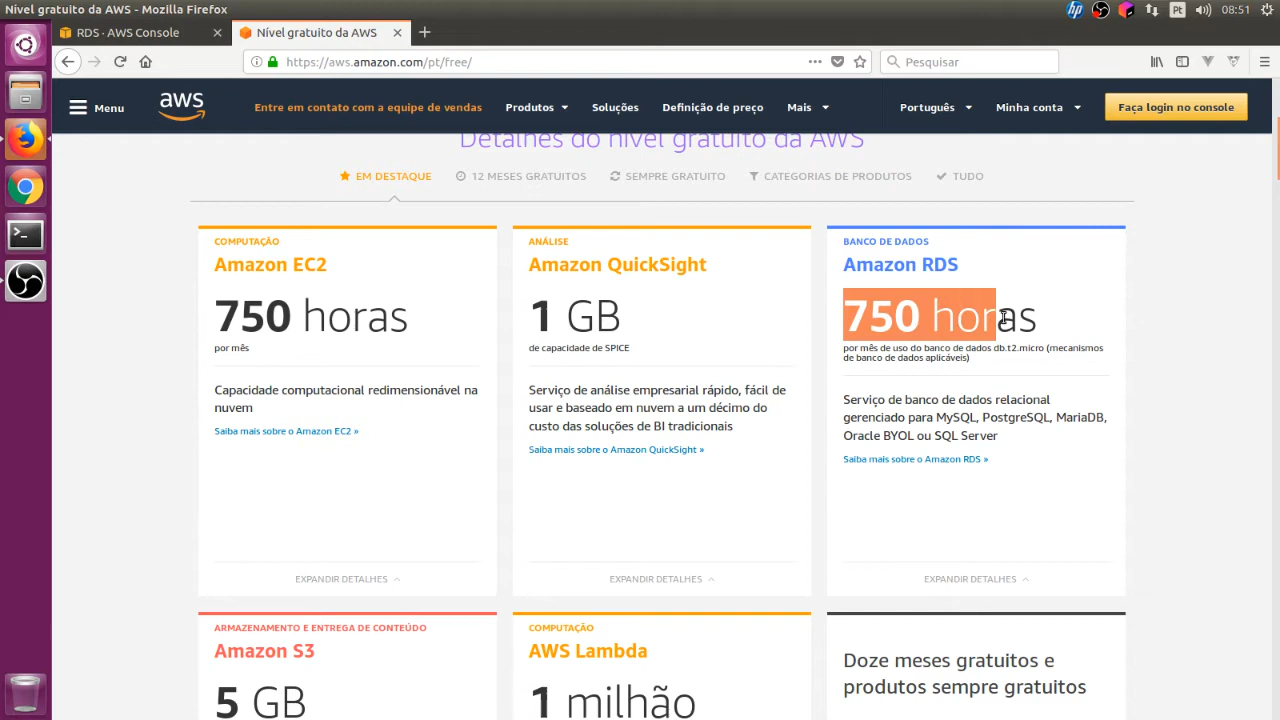 Nível gratuito da AWS - Mozilla Firefox
Pt
08:51
RDS · AWS Console
Nível gratuito da AWS
https://aws.amazon.com/pt/free/
Pesquisar
Menu
aws
Entre em contato com a equipe de vendas
Produtos
Soluções
Definição de preço
Mais
Português
Minha conta
Faça login no console
Detalhes do nível gratuito da AWS
EM DESTAQUE
12 MESES GRATUITOS
SEMPRE GRATUITO
CATEGORIAS DE PRODUTOS
TUDO
COMPUTAÇÃO
Amazon EC2
750 horas
por mês
Capacidade computacional redimensionável na
nuvem
Saiba mais sobre o Amazon EC2 »
EXPANDIR DETALHES
ANÁLISE
Amazon QuickSight
1 GB
de capacidade de SPICE
Serviço de análise empresarial rápido, fácil de
usar e baseado em nuvem a um décimo do
custo das soluções de BI tradicionais
Saiba mais sobre o Amazon QuickSight »
EXPANDIR DETALHES
BANCO DE DADOS
Amazon RDS
750 horas
por mês de uso do banco de dados db.t2.micro (mecanismos
de banco de dados aplicáveis)
Serviço de banco de dados relacional
gerenciado para MySQL, PostgreSQL, MariaDB,
Oracle BYOL ou SQL Server
Saiba mais sobre o Amazon RDS »
EXPANDIR DETALHES
ARMAZENAMENTO E ENTREGA DE CONTEÚDO
Amazon S3
5 GB
COMPUTAÇÃO
AWS Lambda
1 milhão
Doze meses gratuitos e
produtos sempre gratuitos